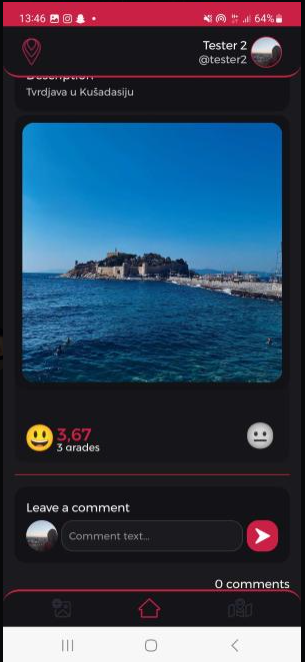 13:46
64%
Tester 2
@tester2
Description
Tvrdjava u Kušadasiju
3,67
3 grades
Leave a comment
Comment text...
0 comments